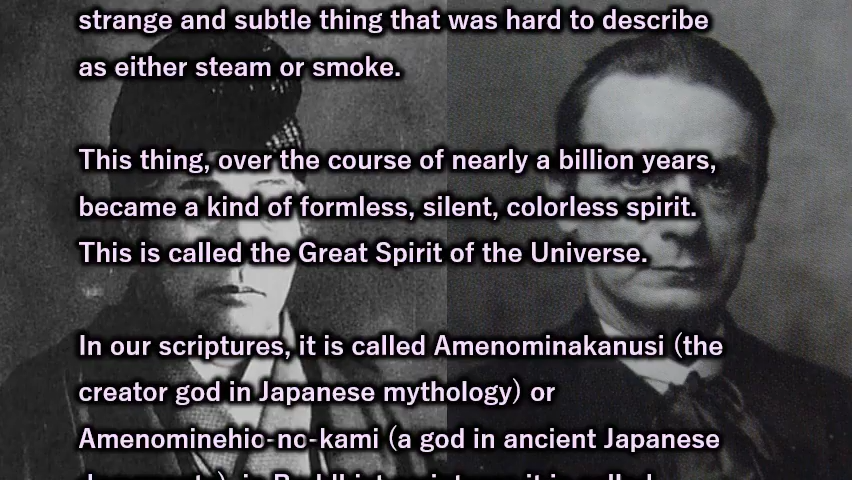 strange and subtle thing that was hard to describe
as either steam or smoke.
This thing, over the course of nearly a billion years,
became a kind of formless, silent, colorless spirit.
This is called the Great Spirit of the Universe.
In our scriptures, it is called Amenominakanusi (the
creator god in Japanese mythology) or
Amenominehio-no-kami (a god in ancient Japanese